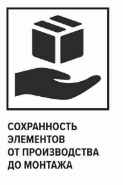 СОХРАННОСТЬ
ЭЛЕМЕНТОВ
ОТ ПРОИЗВОДСТВА
ДО МОНТАЖА